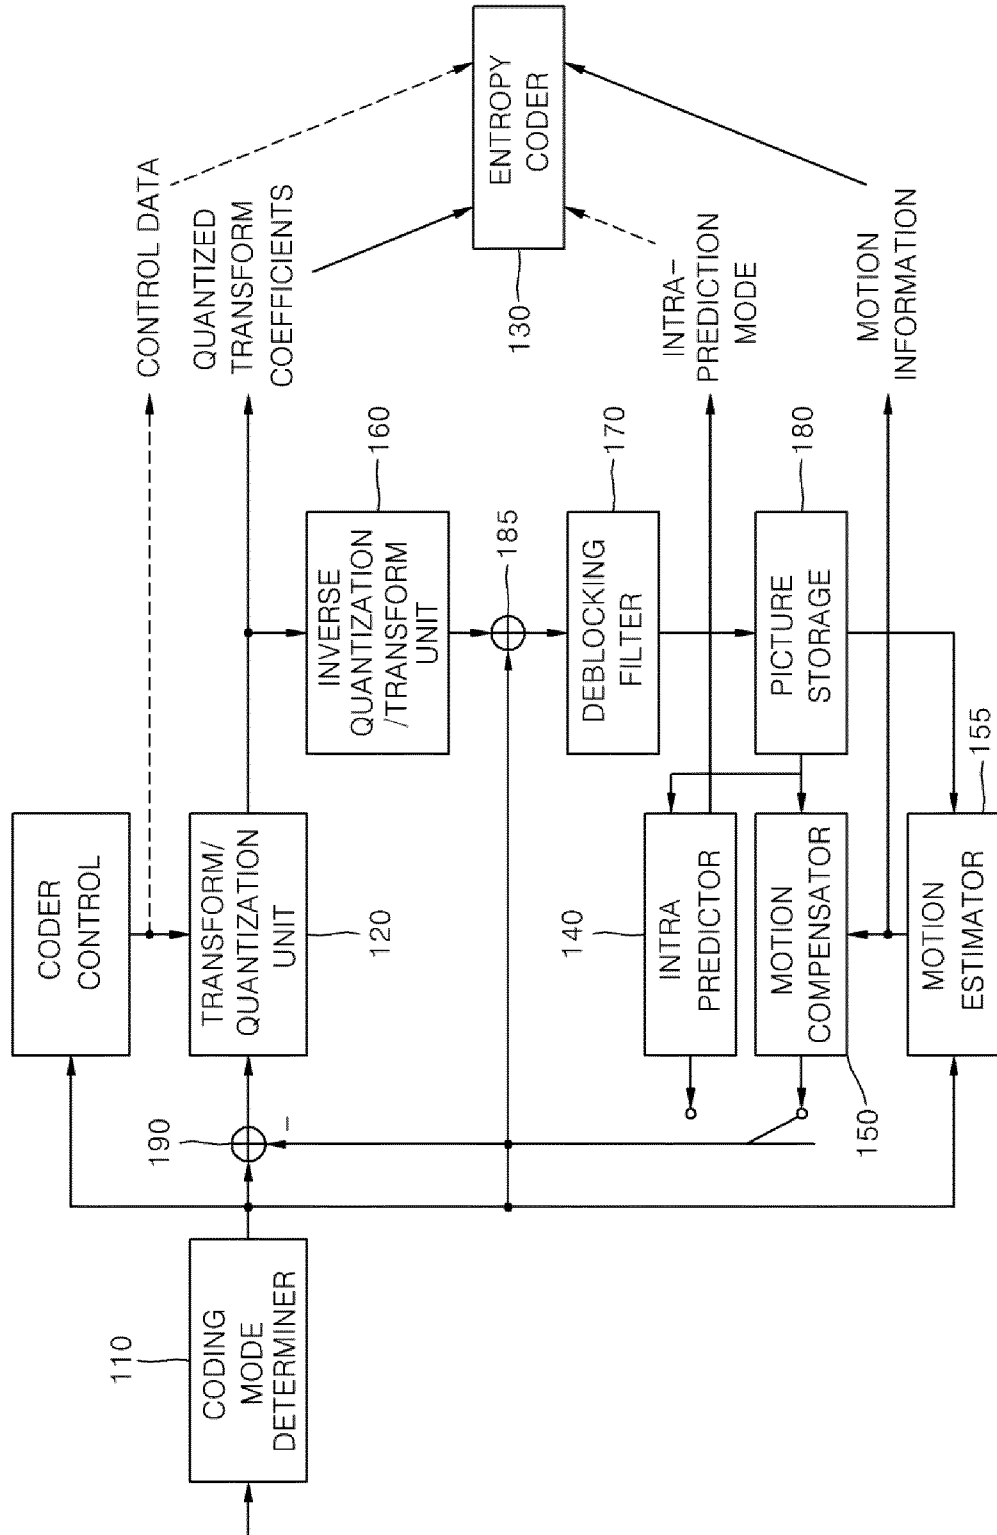 CODER
CONTROL
CONTROL DATA
110
CODING
MODE
DETERMINER
190
−
TRANSFORM/
QUANTIZATION
UNIT
120
QUANTIZED
TRANSFORM
COEFFICIENTS
INVERSE
QUANTIZATION
/TRANSFORM
UNIT
160
185
ENTROPY
CODER
130
DEBLOCKING
FILTER
170
140
INTRA
PREDICTOR
INTRA−
PREDICTION
MODE
MOTION
COMPENSATOR
150
PICTURE
STORAGE
180
MOTION
INFORMATION
MOTION
ESTIMATOR
155